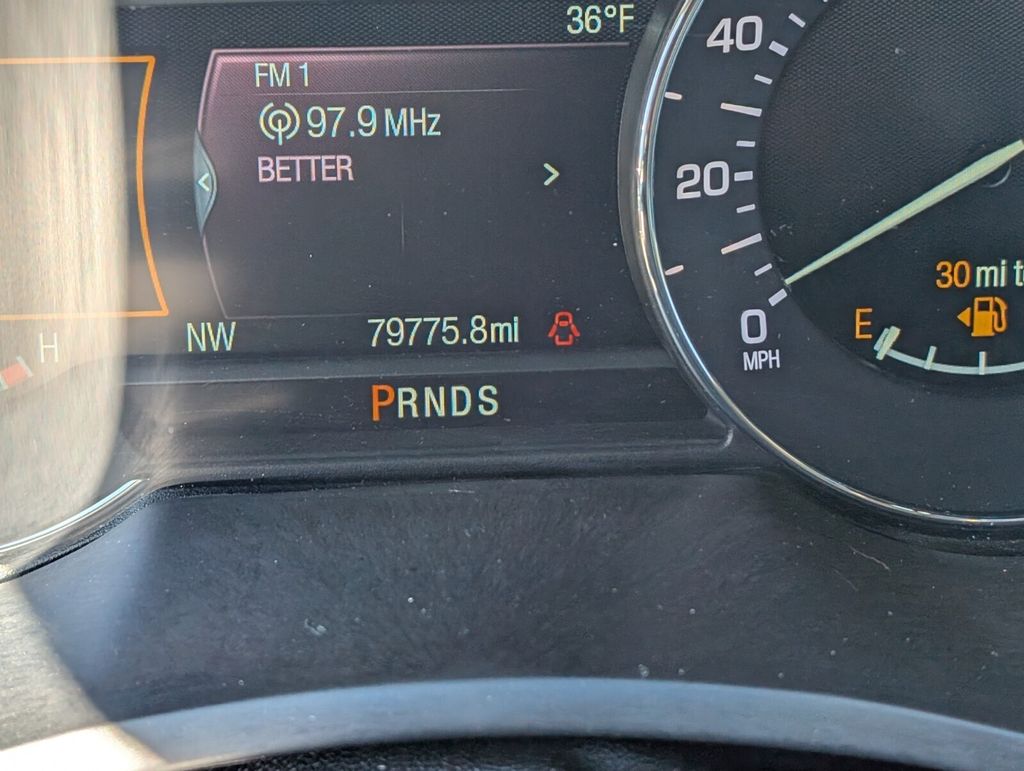 36°F
FM 1
97.9 MHz
BETTER
40
20
0
MPH
30 mi t
E
H
NW
79775.8mi
PRNDS